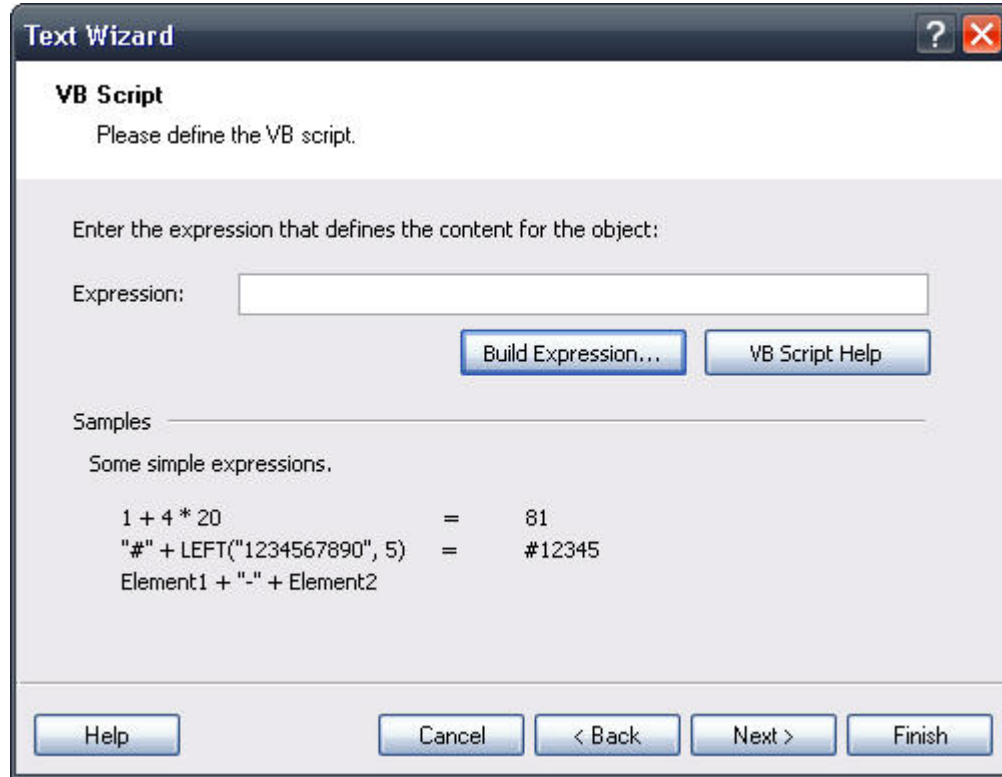 Text Wizard
?
VB Script
Please define the VB script.
Enter the expression that defines the content for the object:
Expression:
Build Expression... VB Script Help
Samples
Some simple expressions.
1 + 4 * 20 = 81
"#" + LEFT("1234567890", 5) = #12345
Element1 + "-" + Element2
Help Cancel < Back Next > Finish